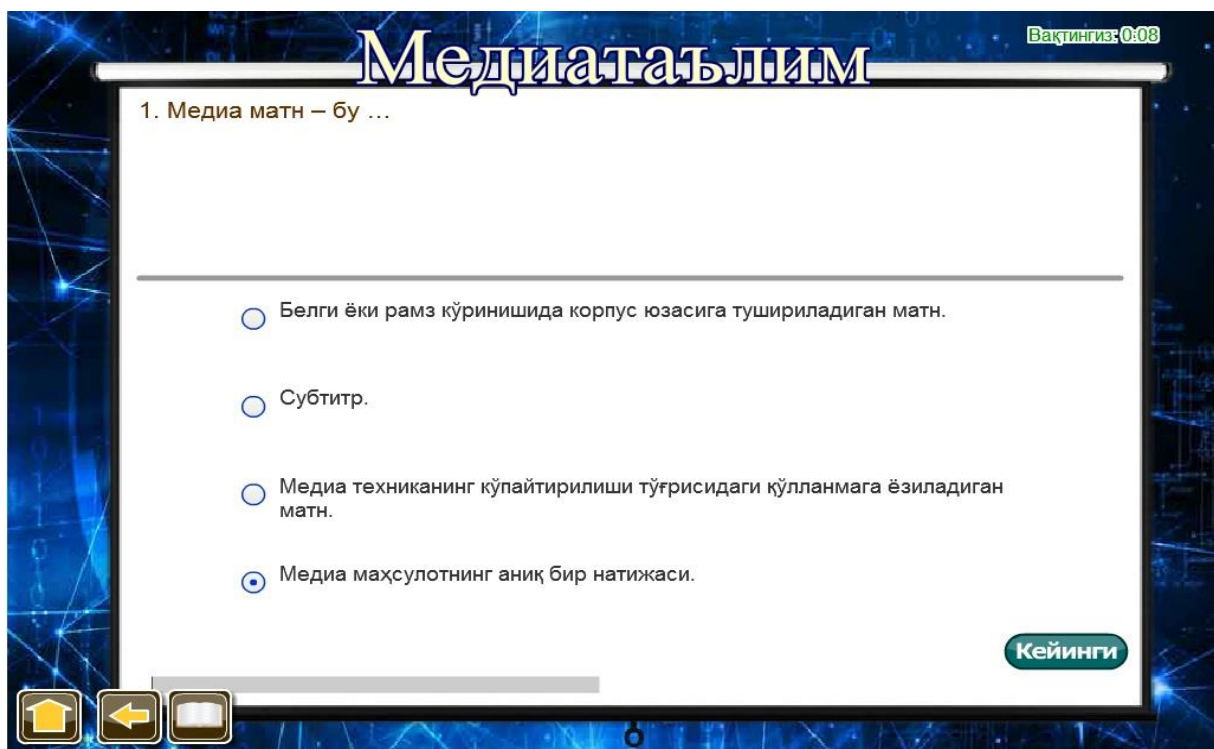 Медиатаълим
Вақтингиз: 0:08
1. Медиа матн – бу …
Белги ёки рамз кўринишида корпус юзасига тушириладиган матн.
Субтитр.
Медиа техниканинг кўпайтирилиши тўғрисидаги қўлланмага ёзиладиган
матн.
Медиа маҳсулотнинг аниқ бир натижаси.
Кейинги